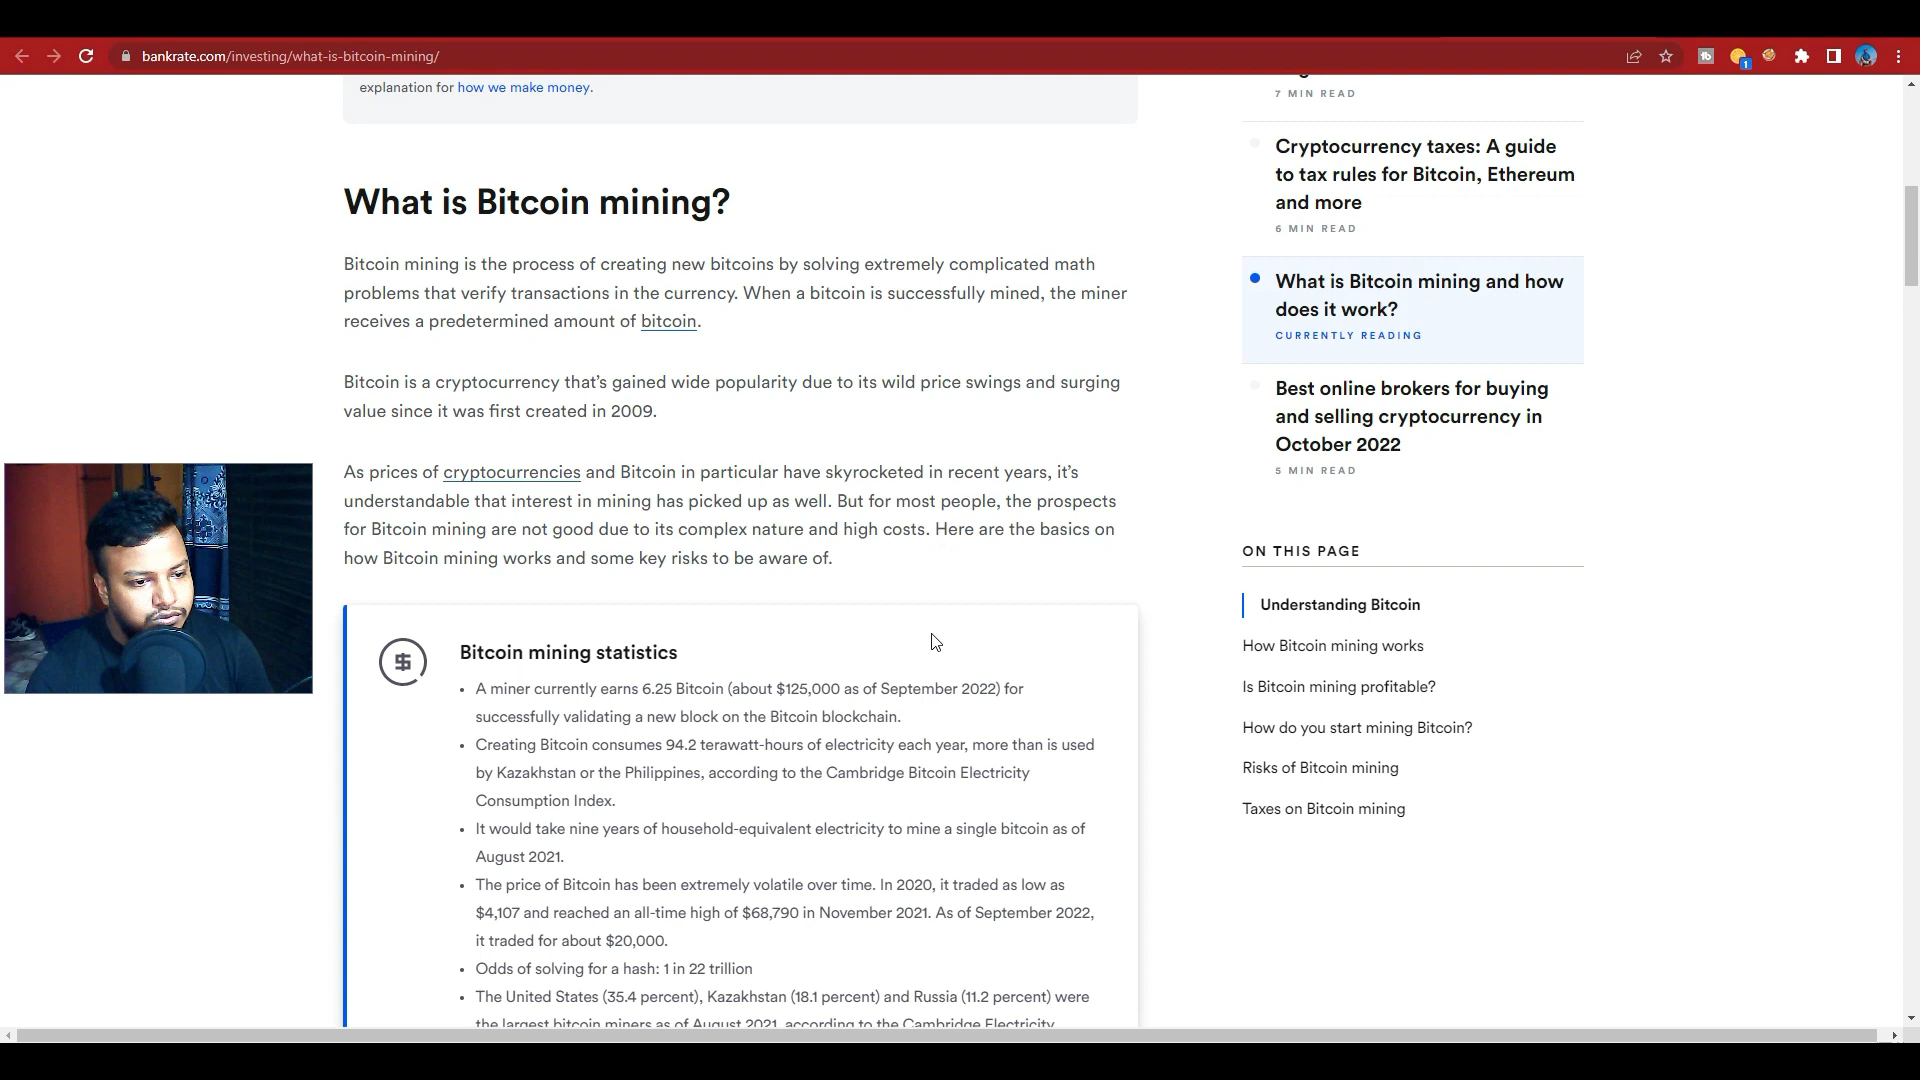 bankrate.com/investing/what-is-bitcoin-mining/
1
explanation for how we make money.
What is Bitcoin mining?
Bitcoin mining is the process of creating new bitcoins by solving extremely complicated math
problems that verify transactions in the currency. When a bitcoin is successfully mined, the miner
receives a predetermined amount of bitcoin.
Bitcoin is a cryptocurrency that’s gained wide popularity due to its wild price swings and surging
value since it was first created in 2009.
As prices of cryptocurrencies and Bitcoin in particular have skyrocketed in recent years, it’s
understandable that interest in mining has picked up as well. But for most people, the prospects
for Bitcoin mining are not good due to its complex nature and high costs. Here are the basics on
how Bitcoin mining works and some key risks to be aware of.
Bitcoin mining statistics
• A miner currently earns 6.25 Bitcoin (about $125,000 as of September 2022) for
successfully validating a new block on the Bitcoin blockchain.
• Creating Bitcoin consumes 94.2 terawatt-hours of electricity each year, more than is used
by Kazakhstan or the Philippines, according to the Cambridge Bitcoin Electricity
Consumption Index.
• It would take nine years of household-equivalent electricity to mine a single bitcoin as of
August 2021.
• The price of Bitcoin has been extremely volatile over time. In 2020, it traded as low as
$4,107 and reached an all-time high of $68,790 in November 2021. As of September 2022,
it traded for about $20,000.
• Odds of solving for a hash: 1 in 22 trillion
• The United States (35.4 percent), Kazakhstan (18.1 percent) and Russia (11.2 percent) were
the largest bitcoin miners as of August 2021, according to the Cambridge Electricity
7 MIN READ
Cryptocurrency taxes: A guide
to tax rules for Bitcoin, Ethereum
and more
6 MIN READ
What is Bitcoin mining and how
does it work?
CURRENTLY READING
Best online brokers for buying
and selling cryptocurrency in
October 2022
5 MIN READ
ON THIS PAGE
Understanding Bitcoin
How Bitcoin mining works
Is Bitcoin mining profitable?
How do you start mining Bitcoin?
Risks of Bitcoin mining
Taxes on Bitcoin mining